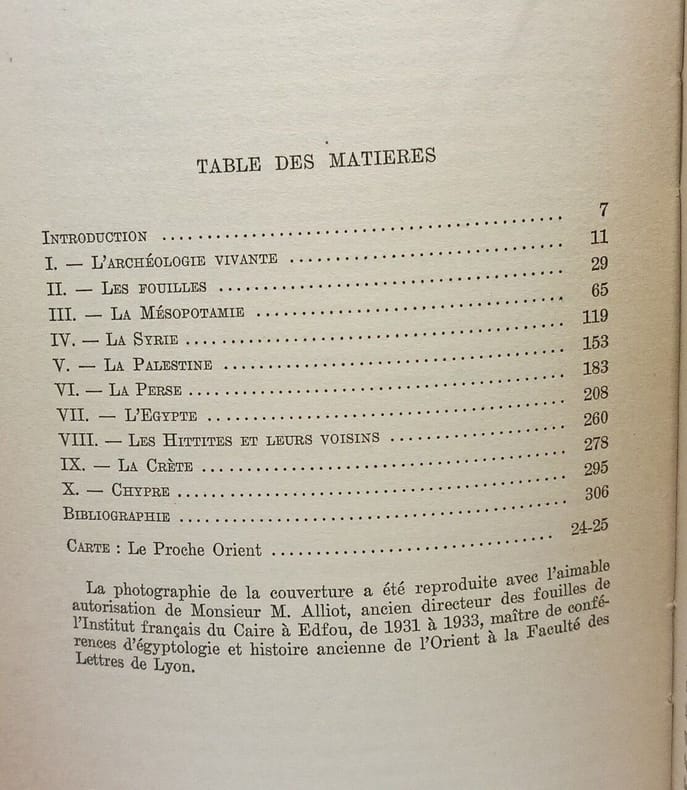 TABLE DES MATIERES
INTRODUCTION ........................................ 7
I. — L'ARCHÉOLOGIE VIVANTE ........................... 11
II. — LES FOUILLES ................................... 29
III. — LA MÉSOPOTAMIE ............................... 65
IV. — LA SYRIE ...................................... 119
V. — LA PALESTINE ................................... 153
VI. — LA PERSE ...................................... 183
VII. — L'EGYPTE ..................................... 208
VIII. — LES HITTITES ET LEURS VOISINS ................. 260
IX. — LA CRÈTE ...................................... 278
X. — CHYPRE ......................................... 295
BIBLIOGRAPHIE ....................................... 306
CARTE : Le Proche Orient ............................ 24-25
La photographie de la couverture a été reproduite avec l'aimable
autorisation de Monsieur M. Alliot, ancien directeur des fouilles de
l'Institut français du Caire à Edfou, de 1931 à 1933, maître de confé-
rences d'égyptologie et histoire ancienne de l'Orient à la Faculté des
Lettres de Lyon.